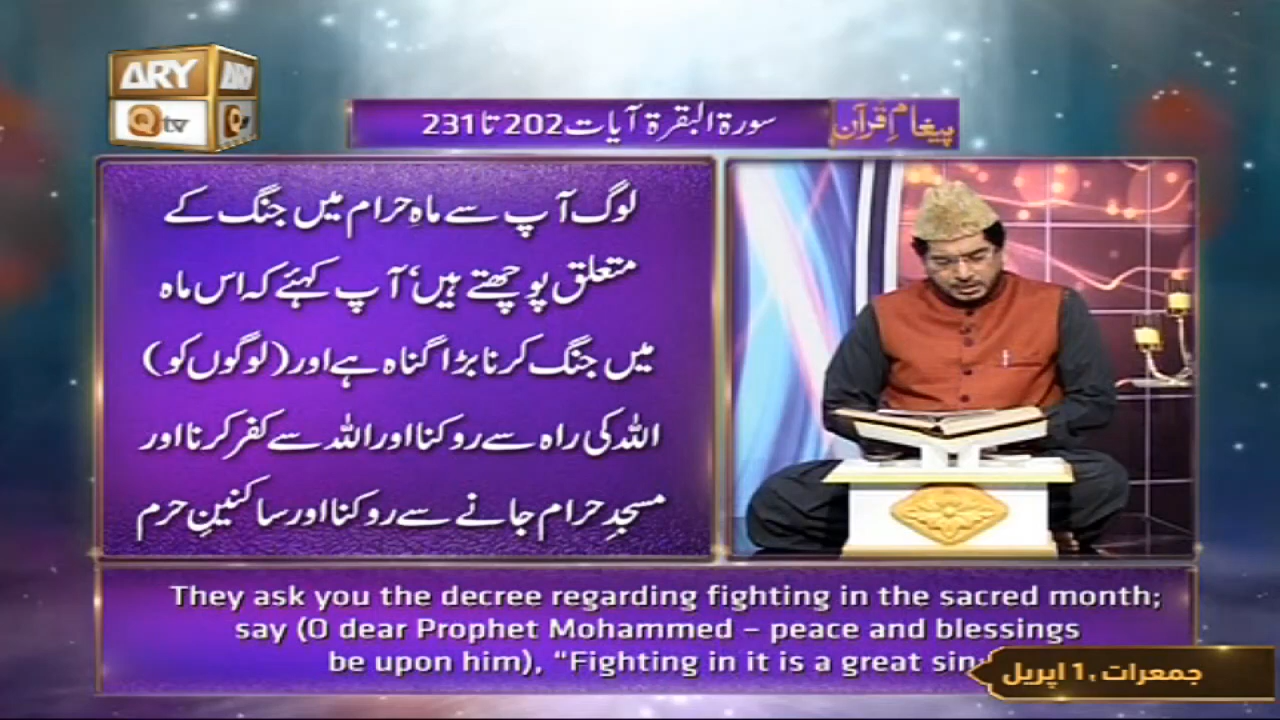 ARY
Qtv
پیغامِ قرآن
سورۃ البقرۃ آیات 202 تا 231
لوگ آپ سے ماہِ حرام میں جنگ کے
متعلق پوچھتے ہیں‘ آپ کہئے کہ اس ماہ
میں جنگ کرنا بڑا گناہ ہے اور (لوگوں کو)
اللہ کی راہ سے روکنا اور اللہ سے کفر کرنا اور
مسجدِ حرام جانے سے روکنا اور ساکنینِ حرم
They ask you the decree regarding fighting in the sacred month;
say (O dear Prophet Mohammed – peace and blessings
be upon him), “Fighting in it is a great sin
جمعرات ،1 اپریل